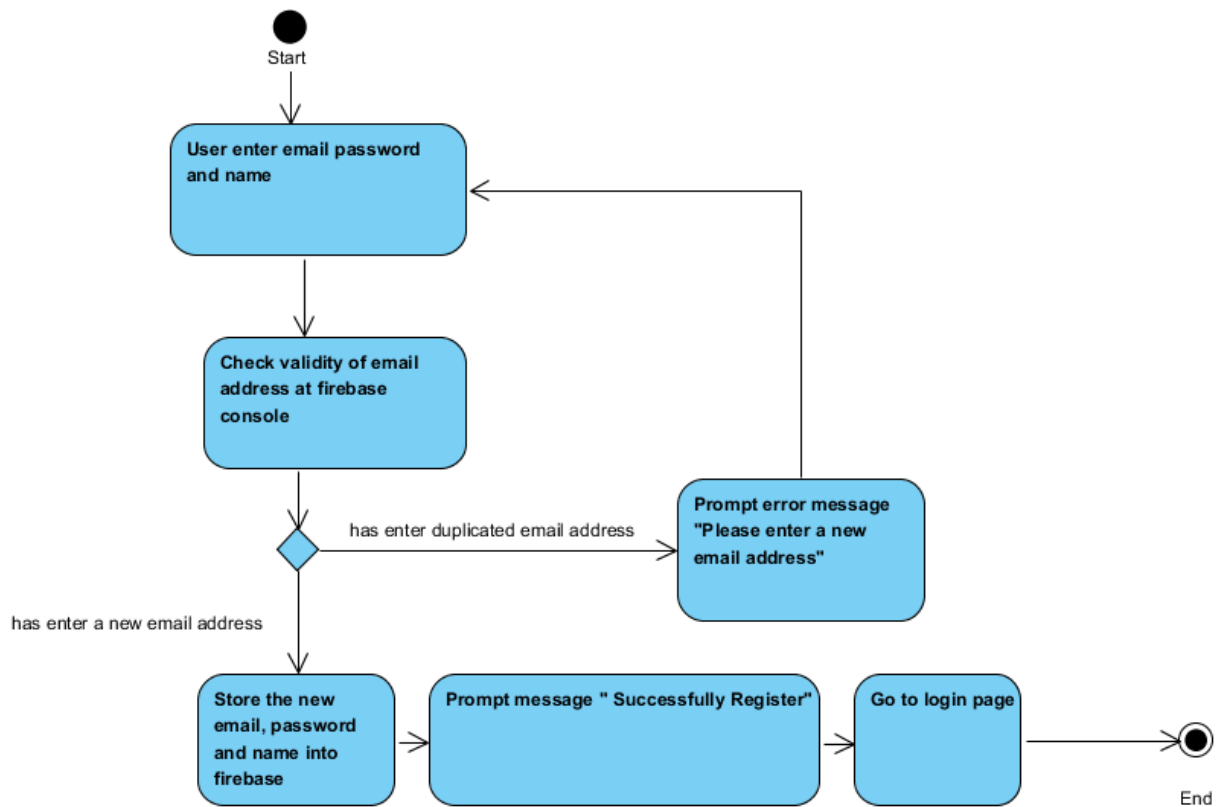 Start
User enter email password
and name
Check validity of email
address at firebase
console
has enter duplicated email address
Prompt error message
"Please enter a new
email address"
has enter a new email address
Store the new
email, password
and name into
firebase
Prompt message " Successfully Register"
Go to login page
End